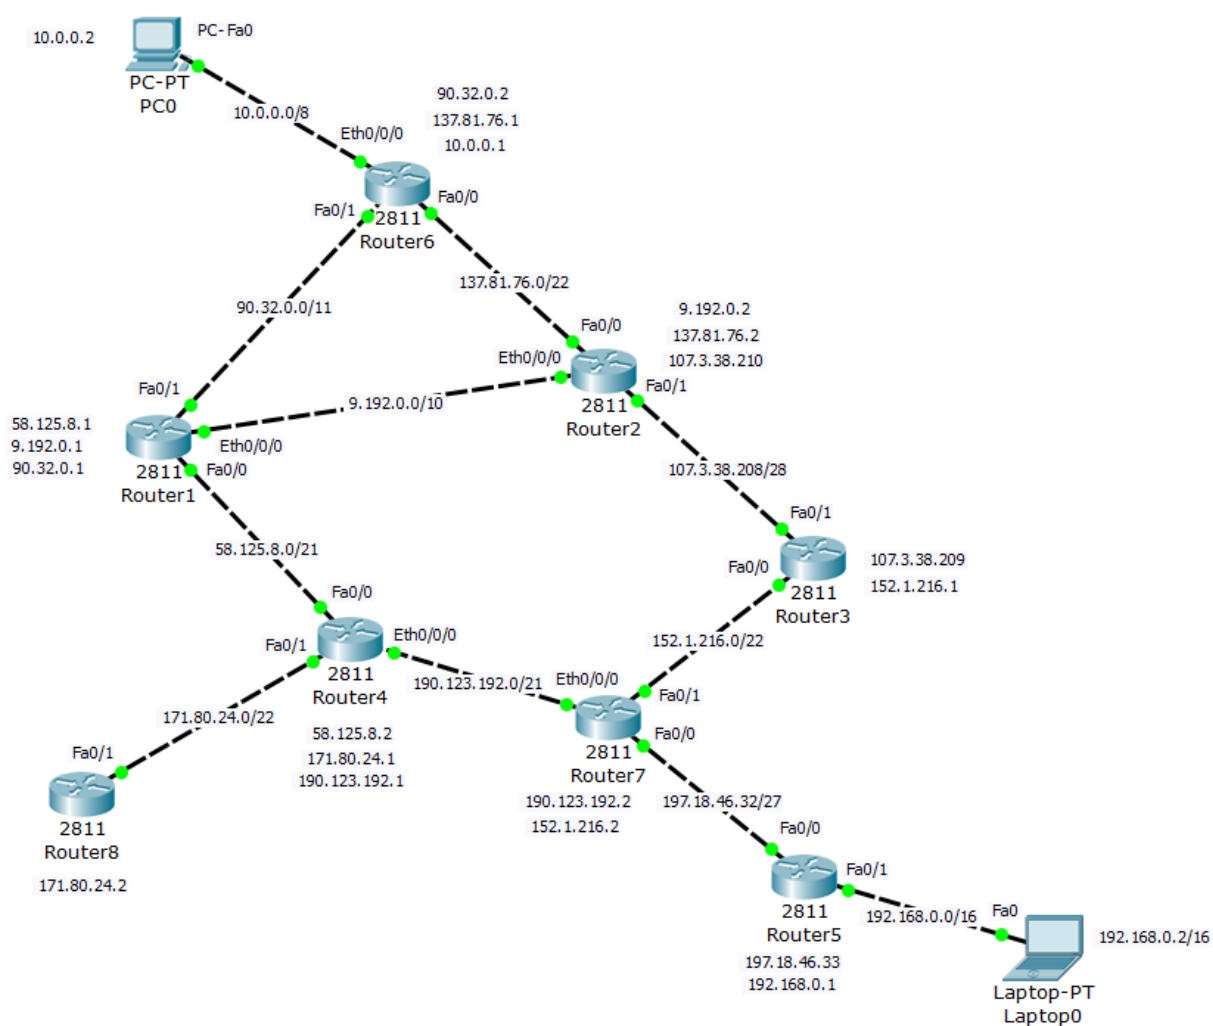 PC-Fa0
10.0.0.2
PC-PT
PC0
10.0.0.0/8
90.32.0.2
137.81.76.1
10.0.0.1
Eth0/0/0
Fa0/1
Fa0/0
2811
Router6
137.81.76.0/22
90.32.0.0/11
9.192.0.2
137.81.76.2
107.3.38.210
Fa0/0
Eth0/0/0
Fa0/1
2811
Router2
9.192.0.0/10
Fa0/1
58.125.8.1
9.192.0.1
90.32.0.1
Eth0/0/0
Fa0/0
2811
Router1
107.3.38.208/28
Fa0/1
Fa0/0
107.3.38.209
152.1.216.1
2811
Router3
58.125.8.0/21
Fa0/0
Fa0/1
Eth0/0/0
2811
Router4
152.1.216.0/22
190.123.192.0/21
Eth0/0/0
Fa0/1
Fa0/0
171.80.24.0/22
58.125.8.2
171.80.24.1
190.123.192.1
2811
Router7
190.123.192.2
152.1.216.2
197.18.46.32/27
Fa0/1
2811
Router8
171.80.24.2
Fa0/0
Fa0/1
2811
Router5
197.18.46.33
192.168.0.1
192.168.0.0/16
Fa0
192.168.0.2/16
Laptop-PT
Laptop0